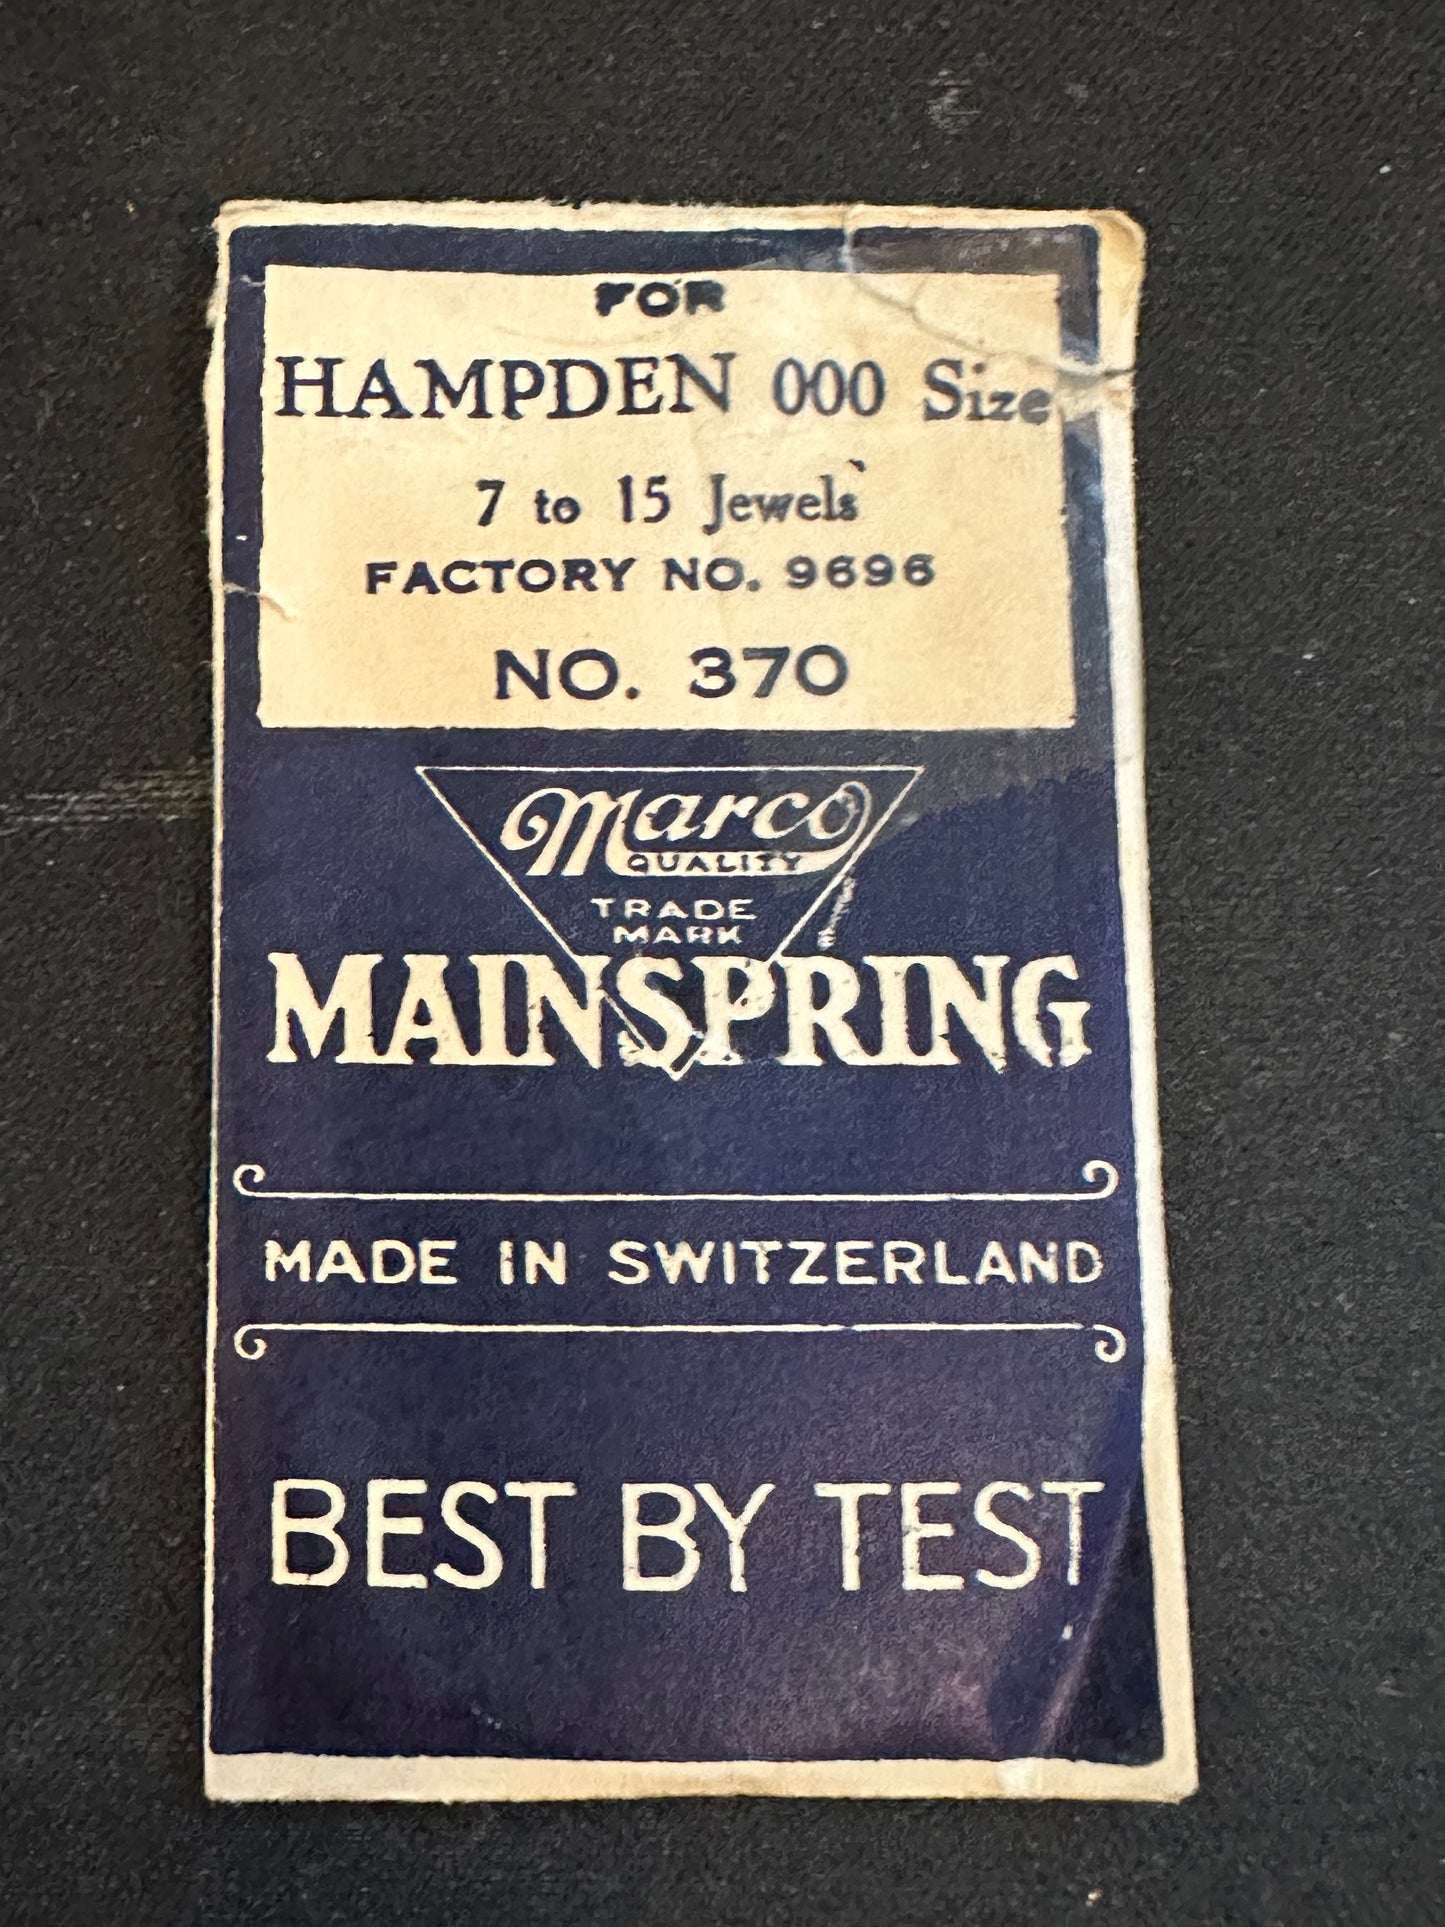 FOR
HAMPDEN 000 Size
7 to 15 Jewels
FACTORY NO. 9696
NO. 370
Marco
QUALITY
TRADE
MARK
MAINSPRING
MADE IN SWITZERLAND
BEST BY TEST